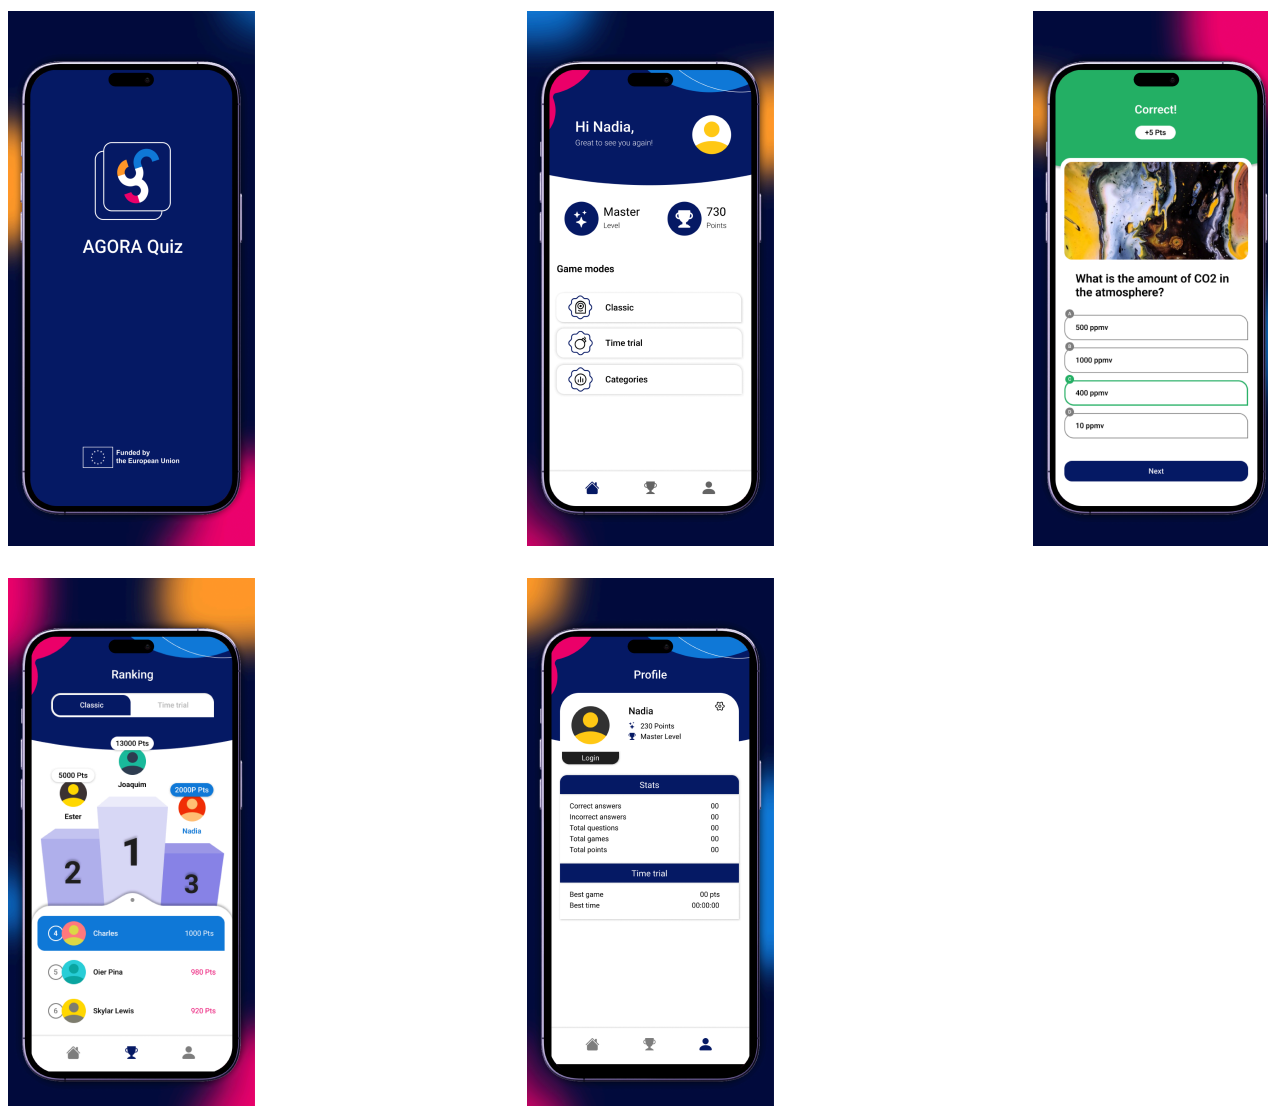 AGORA Quiz
Funded by
the European Union
Hi Nadia,
Great to see you again!
Master
Level
730
Points
Game modes
Classic
Time trial
Categories
Correct!
+5 Pts
What is the amount of CO2 in
the atmosphere?
A
500 ppmv
B
1000 ppmv
C
400 ppmv
D
10 ppmv
Next
Ranking
Classic
Time trial
13000 Pts
Joaquim
5000 Pts
Ester
2000P Pts
Nadia
1
2
3
4
Charles
1000 Pts
5
Oier Pina
980 Pts
6
Skylar Lewis
920 Pts
Profile
Nadia
230 Points
Master Level
Login
Stats
Correct answers 00
Incorrect answers 00
Total questions 00
Total games 00
Total points 00
Time trial
Best game 00 pts
Best time 00:00:00